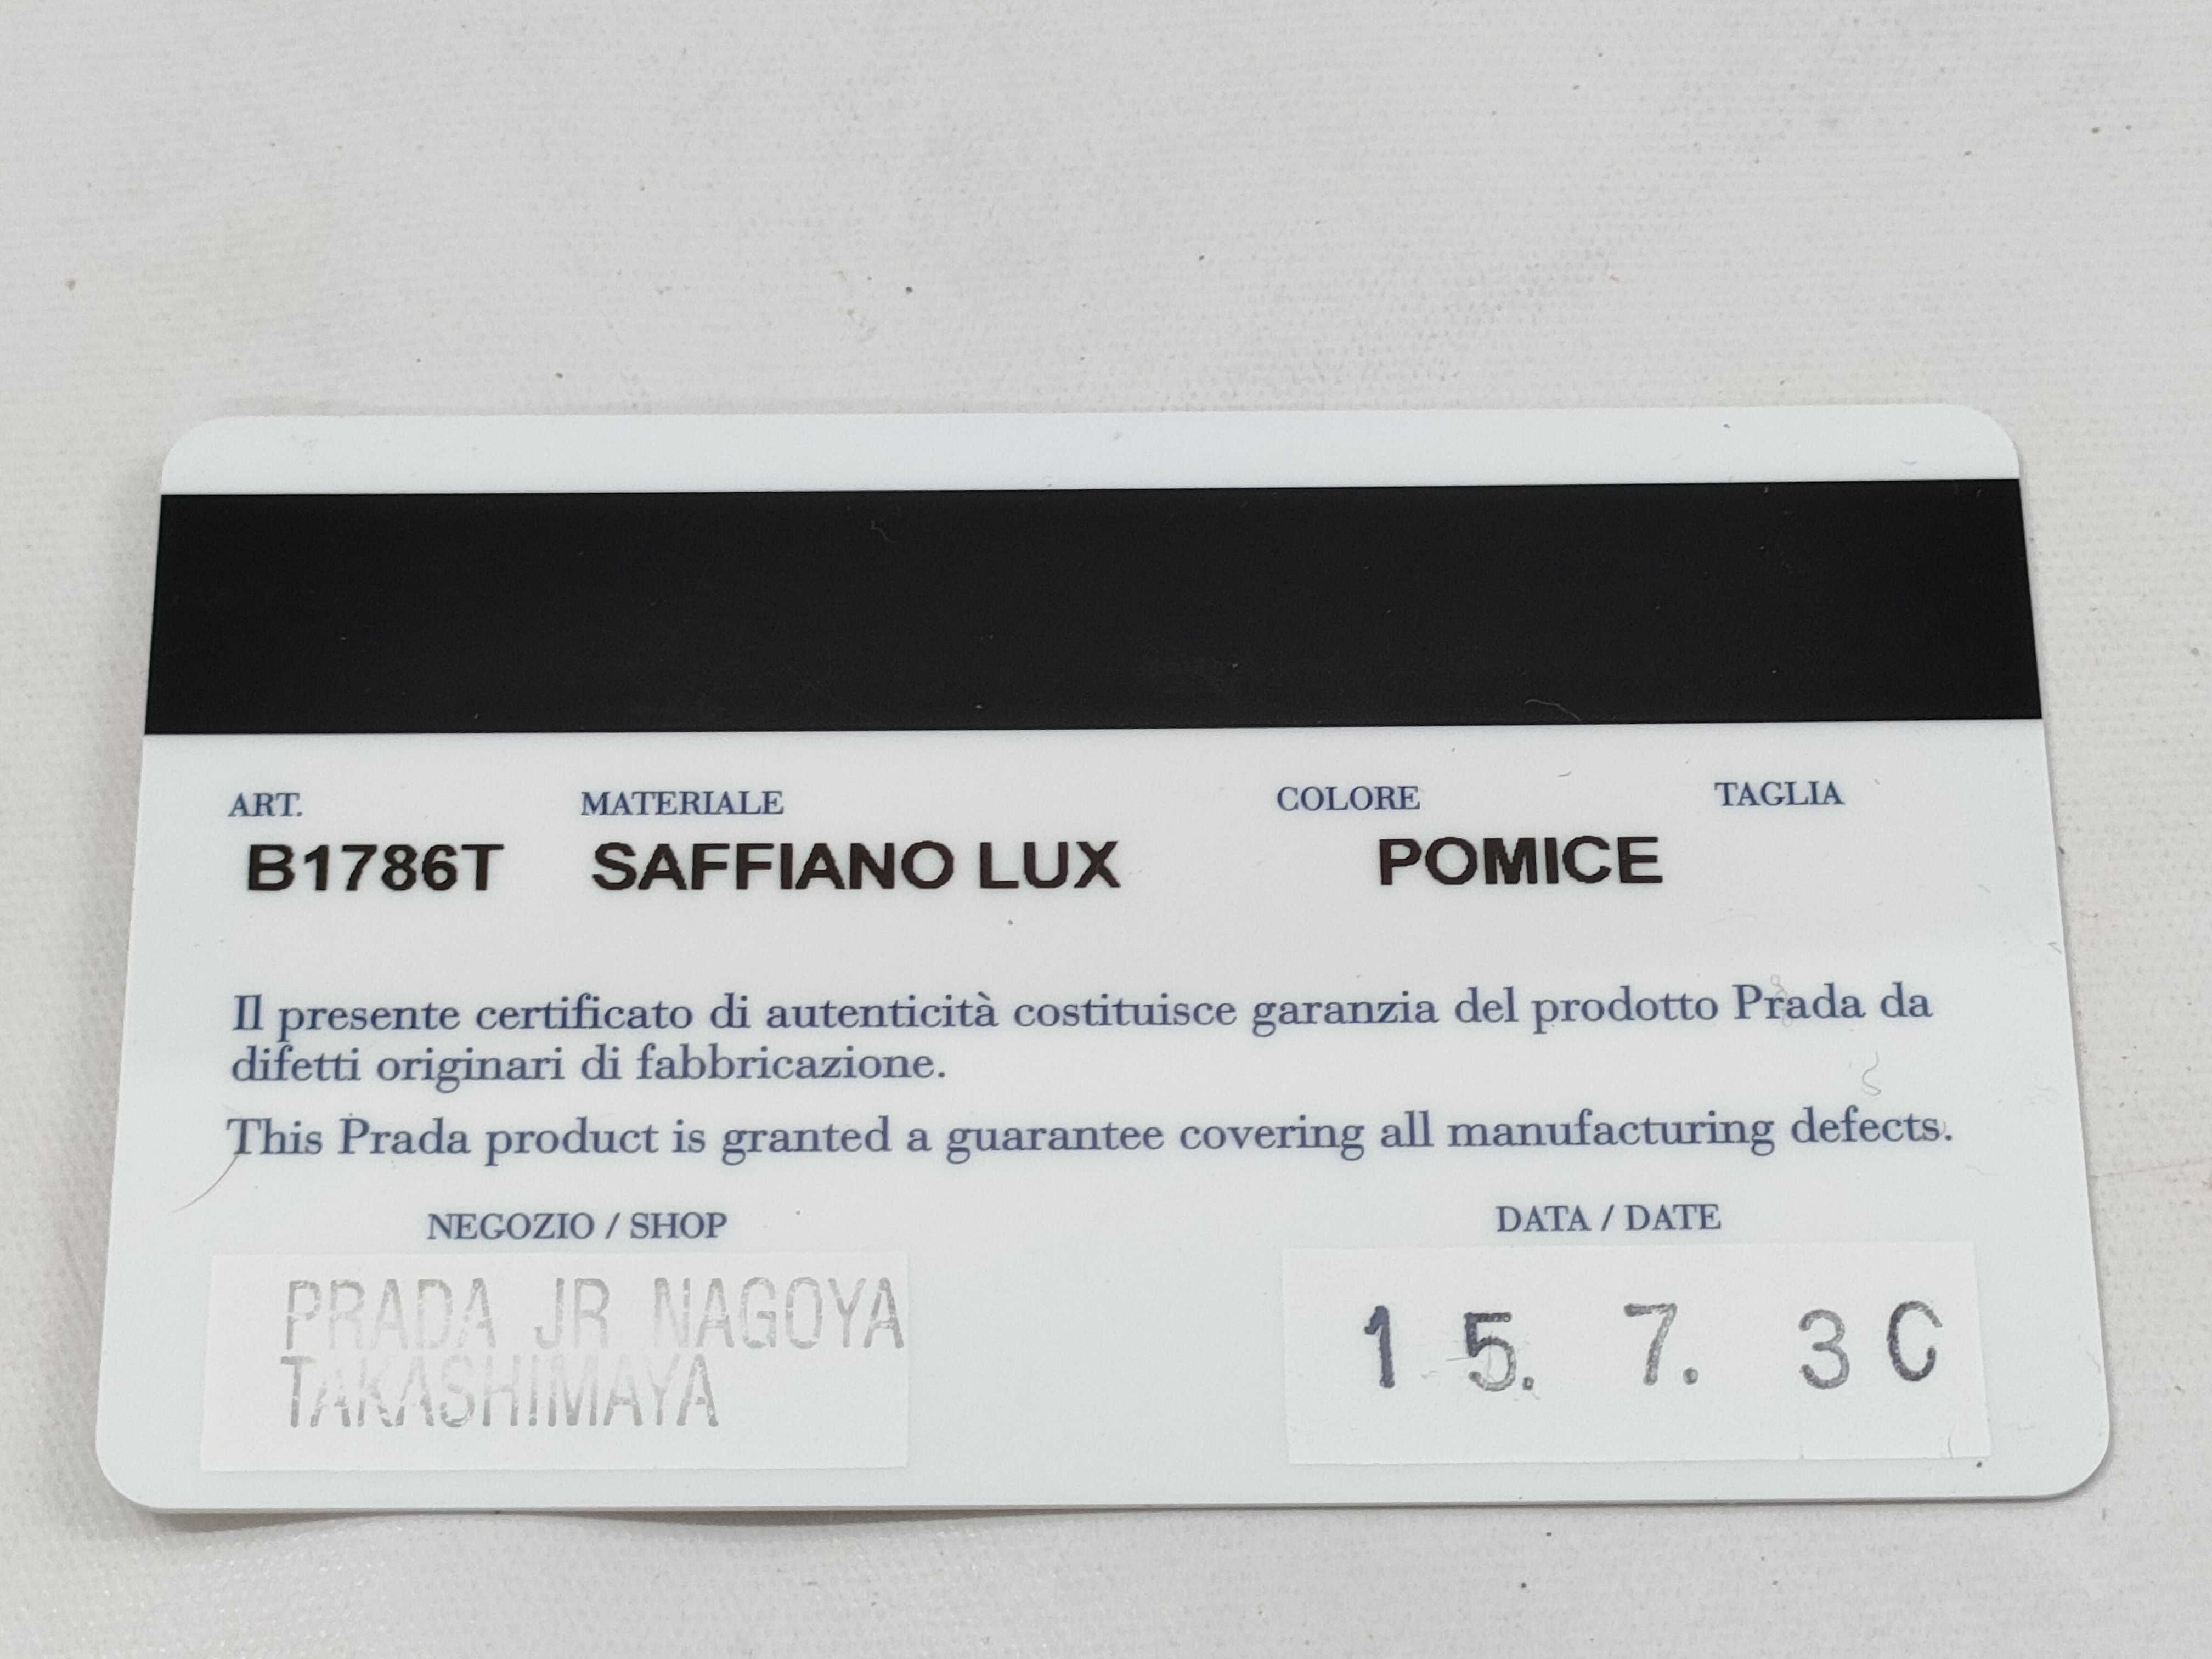 ART. MATERIALE COLORE TAGLIA
B1786T SAFFIANO LUX POMICE
Il presente certificato di autenticità costituisce garanzia del prodotto Prada da
difetti originari di fabbricazione.
This Prada product is granted a guarantee covering all manufacturing defects.
NEGOZIO / SHOP DATA / DATE
PRADA JR NAGOYA
TAKASHIMAYA
15. 7. 3C